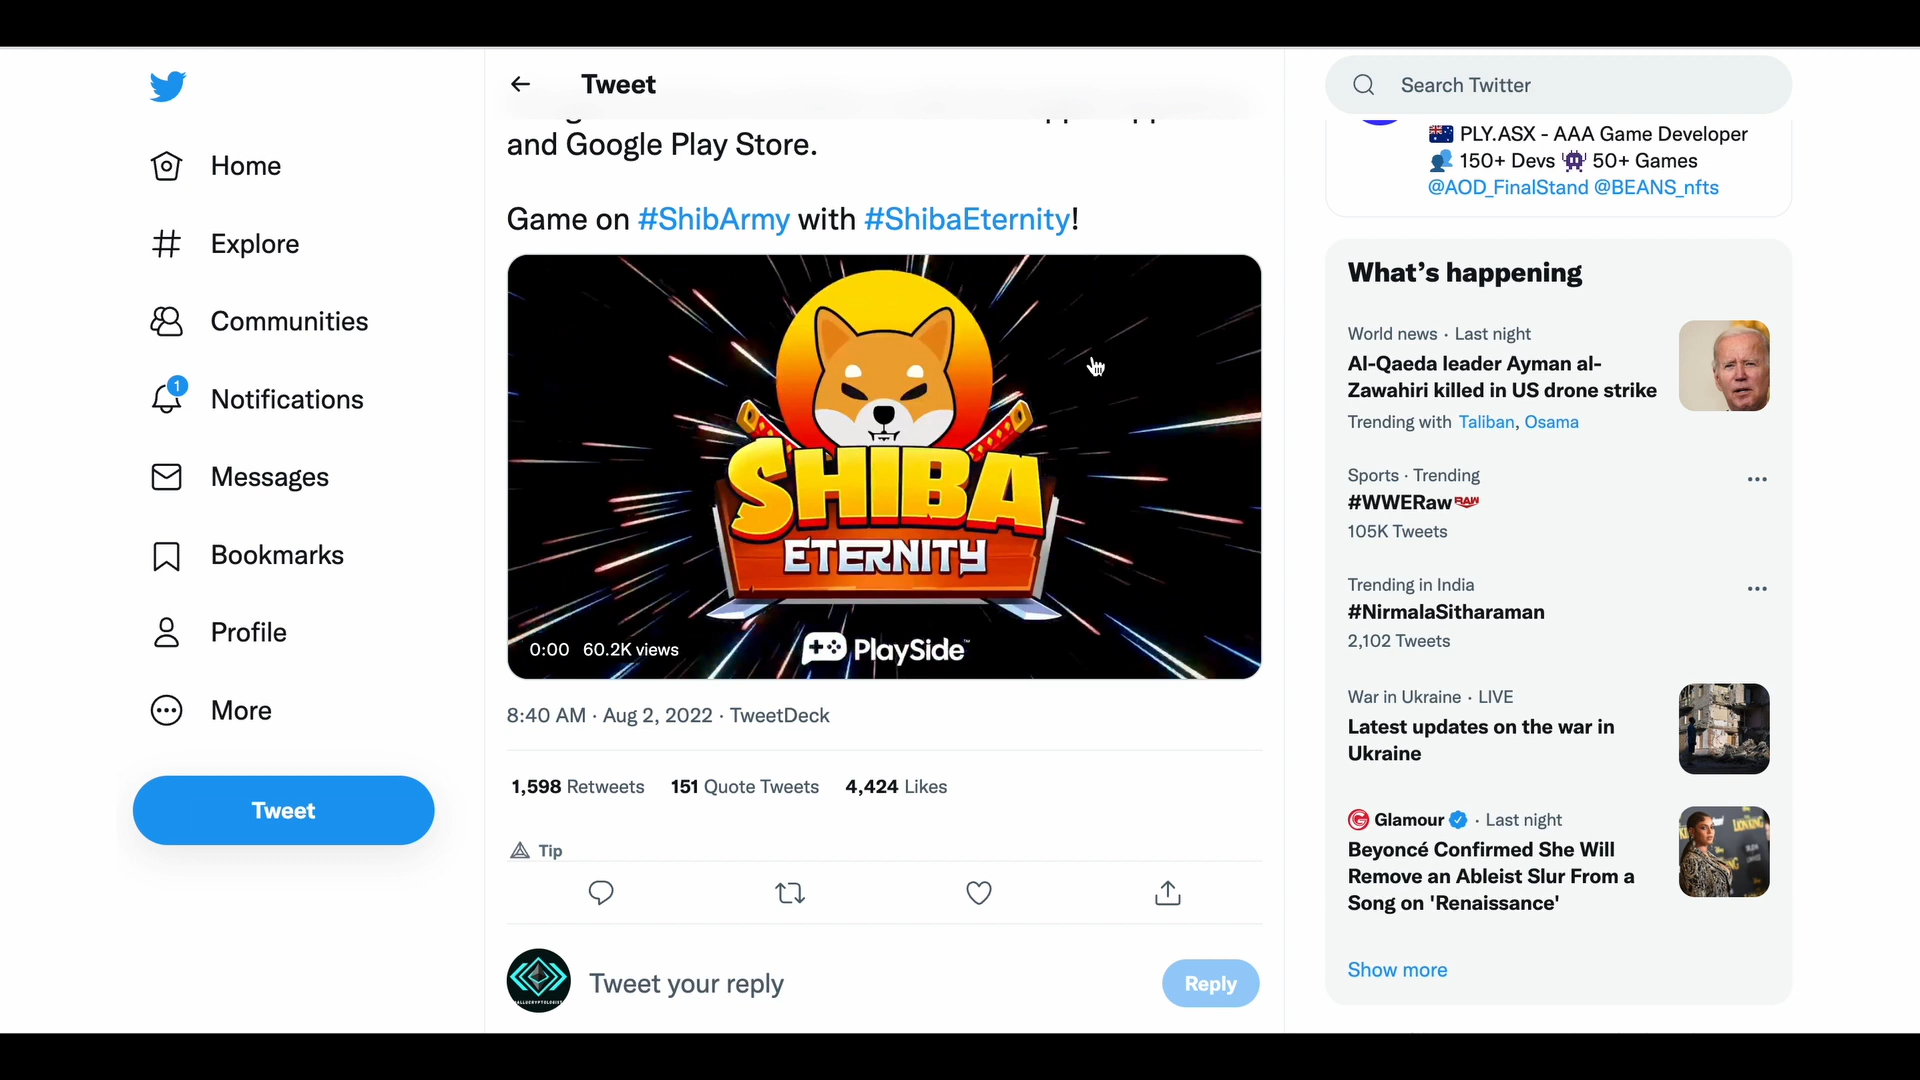 Tweet
Search Twitter
Home
Explore
Communities
1
Notifications
Messages
Bookmarks
Profile
More
Tweet
and Google Play Store.
Game on #ShibArmy with #ShibaEternity!
SHIBA
ETERNITY
0:00 60.2K views
PlaySide™
8:40 AM · Aug 2, 2022 · TweetDeck
1,598 Retweets 151 Quote Tweets 4,424 Likes
Tip
Tweet your reply
Reply
PLY.ASX - AAA Game Developer
150+ Devs 50+ Games
@AOD_FinalStand @BEANS_nfts
What's happening
World news · Last night
Al-Qaeda leader Ayman al-
Zawahiri killed in US drone strike
Trending with Taliban, Osama
Sports · Trending
#WWERaw RAW
105K Tweets
Trending in India
#NirmalaSitharaman
2,102 Tweets
War in Ukraine · LIVE
Latest updates on the war in
Ukraine
Glamour · Last night
Beyoncé Confirmed She Will
Remove an Ableist Slur From a
Song on 'Renaissance'
Show more